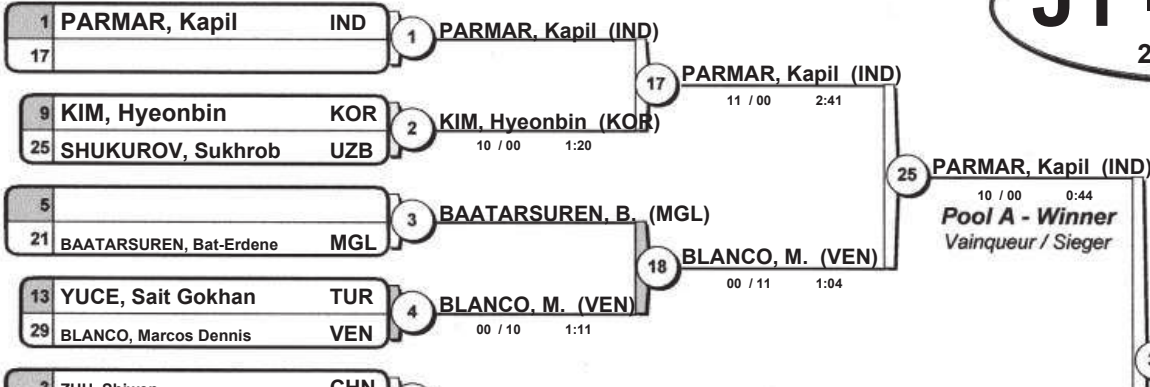 1 PARMAR, Kapil IND
17
1 PARMAR, Kapil (IND)
17 PARMAR, Kapil (IND)
11 / 00 2:41
9 KIM, Hyeonbin KOR
25 SHUKUROV, Sukhrob UZB
2 KIM, Hyeonbin (KOR)
10 / 00 1:20
25 PARMAR, Kapil (IND)
10 / 00 0:44
Pool A - Winner
Vainqueur / Sieger
5
21 BAATARSUREN, Bat-Erdene MGL
3 BAATARSUREN, B. (MGL)
18 BLANCO, M. (VEN)
00 / 11 1:04
13 YUCE, Sait Gokhan TUR
29 BLANCO, Marcos Dennis VEN
4 BLANCO, M. (VEN)
00 / 10 1:11
3 CHN
J1
2